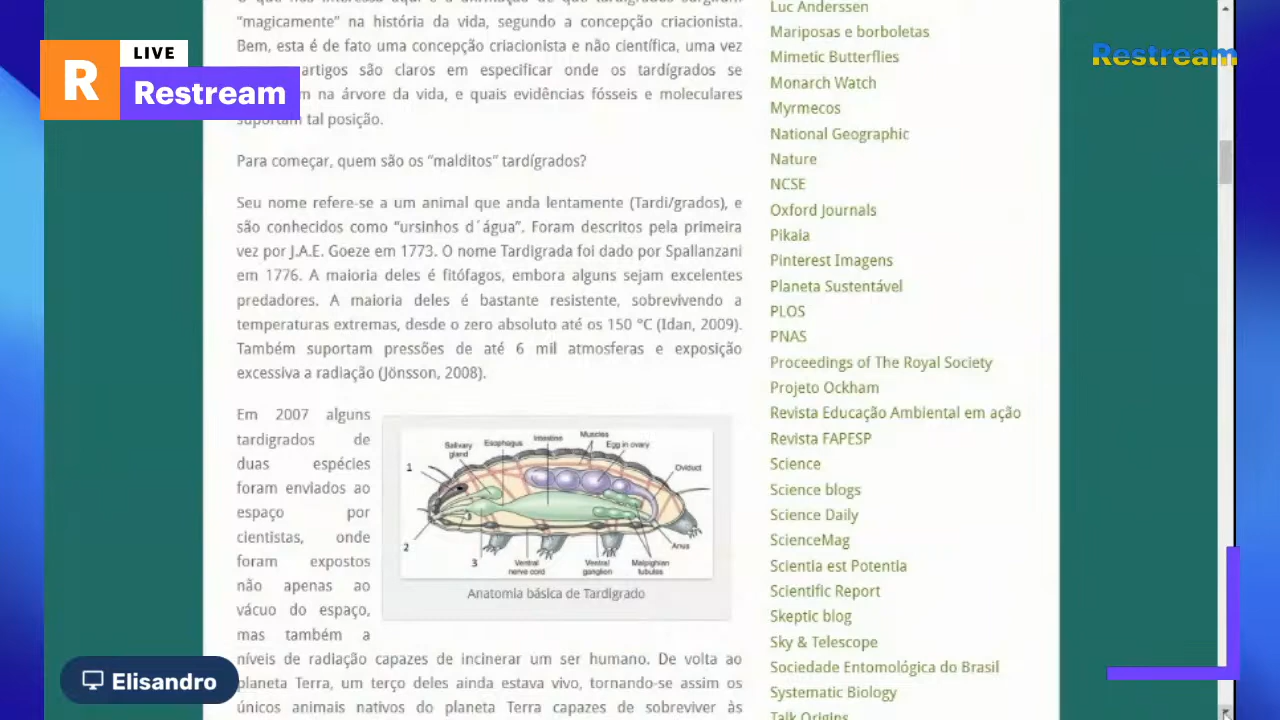 “magicamente” na história da vida, segundo a concepção criacionista.
Bem, esta é de fato uma concepção criacionista e não científica, uma vez
artigos são claros em especificar onde os tardígrados se
na árvore da vida, e quais evidências fósseis e moleculares
suportam tal posição.
Para começar, quem são os “malditos” tardígrados?
Seu nome refere-se a um animal que anda lentamente (Tardi/grados), e
são conhecidos como “ursinhos d´água”. Foram descritos pela primeira
vez por J.A.E. Goeze em 1773. O nome Tardigrada foi dado por Spallanzani
em 1776. A maioria deles é fitófagos, embora alguns sejam excelentes
predadores. A maioria deles é bastante resistente, sobrevivendo a
temperaturas extremas, desde o zero absoluto até os 150 °C (Idan, 2009).
Também suportam pressões de até 6 mil atmosferas e exposição
excessiva a radiação (Jönsson, 2008).
Em 2007 alguns
tardigrados de
duas espécies
foram enviados ao
espaço por
cientistas, onde
foram expostos
não apenas ao
vácuo do espaço,
mas também a
níveis de radiação capazes de incinerar um ser humano. De volta ao
planeta Terra, um terço deles ainda estava vivo, tornando-se assim os
únicos animais nativos do planeta Terra capazes de sobreviver às
Salivary
gland
Esophagus
Intestine
Muscles
Egg in ovary
Oviduct
1
2
3
Ventral
nerve cord
Ventral
ganglion
Malpighian
tubules
Anus
Anatomia básica de Tardigrado
Luc Anderssen
Mariposas e borboletas
Mimetic Butterflies
Monarch Watch
Myrmecos
National Geographic
Nature
NCSE
Oxford Journals
Pikaia
Pinterest Imagens
Planeta Sustentável
PLOS
PNAS
Proceedings of The Royal Society
Projeto Ockham
Revista Educação Ambiental em ação
Revista FAPESP
Science
Science blogs
Science Daily
ScienceMag
Scientia est Potentia
Scientific Report
Skeptic blog
Sky & Telescope
Sociedade Entomológica do Brasil
Systematic Biology
Talk Origins
R
LIVE
Restream
Restream
Elisandro